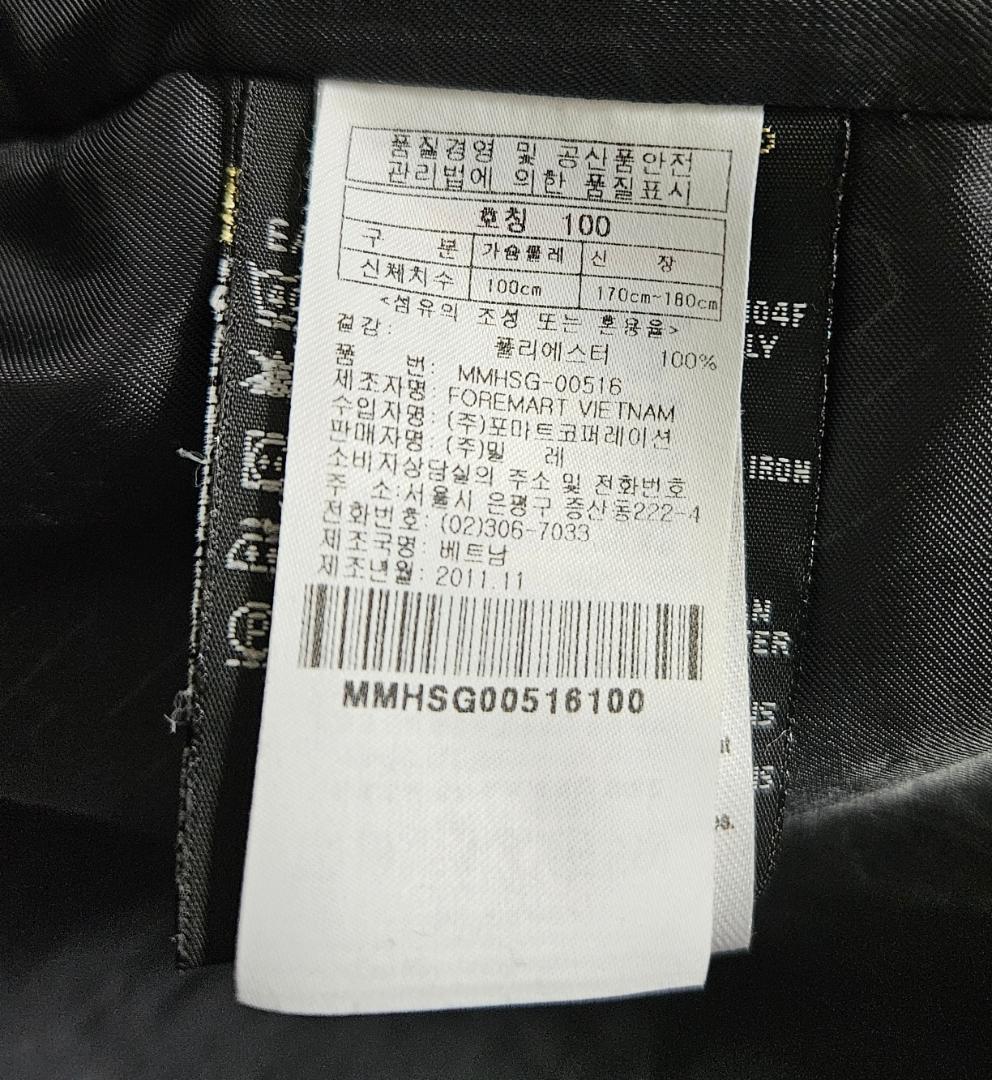 품질경영 및 공산품안전
관리법에 의한 품질표시
호칭 100
구 분 가슴둘레 신 장
신체치수 100cm 170cm~180cm
<섬유의 조성 또는 혼용율>
겉감: 폴리에스터 100%
품 번: MMHSG-00516
제조자명: FOREMART VIETNAM
수입자명: (주)포마트코퍼레이션
판매자명: (주)밀 레
소비자상담실의 주소 및 전화번호
주 소:서울시 은평구 증산동222-4
전화번호: (02)306-7033
제조국명: 베트남
제조년월: 2011.11
MMHSG00516100
04F
LY
IRON